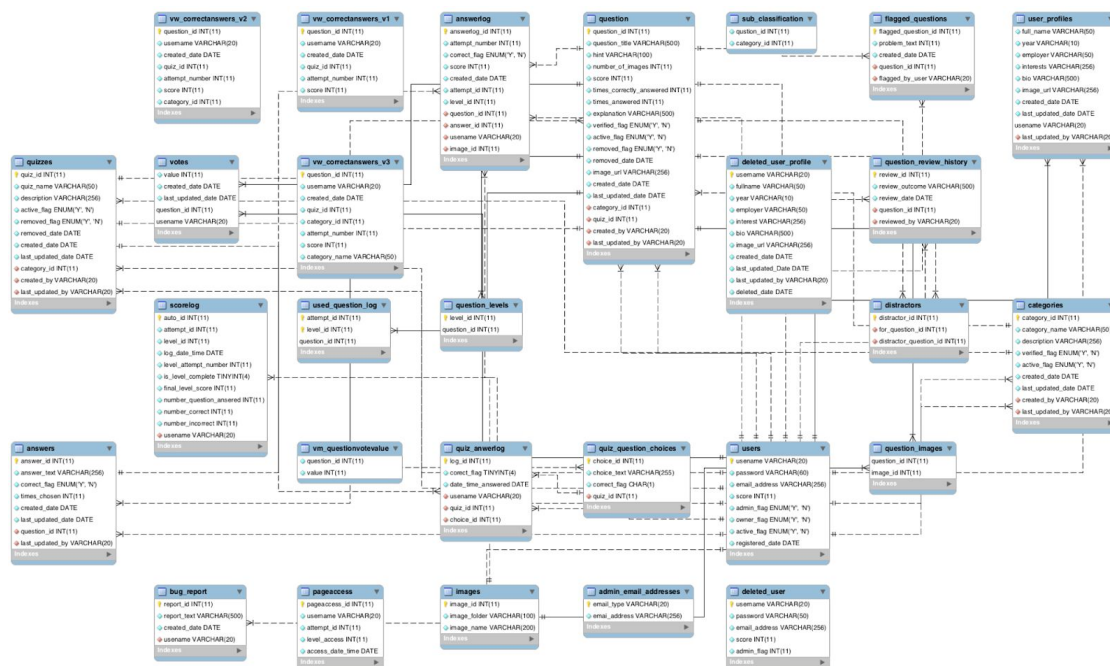 vw_correctanswers_v2
question_id INT(11)
username VARCHAR(20)
created_date DATE
quiz_id INT(11)
attempt_number INT(11)
score INT(11)
category_id INT(11)
Indexes
vw_correctanswers_v1
question_id INT(11)
username VARCHAR(20)
created_date DATE
quiz_id INT(11)
attempt_number INT(11)
score INT(11)
Indexes
answerlog
answerlog_id INT(11)
attempt_number INT(11)
correct_flag ENUM('Y', 'N')
score INT(11)
created_date DATE
attempt_id INT(11)
level_id INT(11)
question_id INT(11)
answer_id INT(11)
usename VARCHAR(20)
image_id INT(11)
Indexes
question
question_id INT(11)
question_title VARCHAR(500)
hint VARCHAR(100)
number_of_images INT(11)
score INT(11)
times_correctly_answered INT(11)
times_answered INT(11)
explanation VARCHAR(500)
verified_flag ENUM('Y', 'N')
active_flag ENUM('Y', 'N')
removed_flag ENUM('Y', 'N')
removed_date DATE
image_url VARCHAR(256)
created_date DATE
last_updated_date DATE
category_id INT(11)
quiz_id INT(11)
created_by VARCHAR(20)
last_updated_by VARCHAR(20)
Indexes
sub_classification
qustion_id INT(11)
category_id INT(11)
Indexes
flagged_questions
flagged_question_id INT(11)
problem_text INT(11)
created_date DATE
question_id INT(11)
flagged_by_user VARCHAR(20)
Indexes
user_profiles
full_name VARCHAR(50)
year VARCHAR(10)
employer VARCHAR(50)
interests VARCHAR(256)
bio VARCHAR(500)
image_url VARCHAR(256)
created_date DATE
last_updated_date DATE
usename VARCHAR(20)
last_updated_by VARCHAR(20)
Indexes
quizzes
quiz_id INT(11)
quiz_name VARCHAR(50)
description VARCHAR(256)
active_flag ENUM('Y', 'N')
removed_flag ENUM('Y', 'N')
removed_date DATE
created_date DATE
last_updated_date DATE
category_id INT(11)
created_by VARCHAR(20)
last_updated_by VARCHAR(20)
Indexes
votes
value INT(11)
created_date DATE
last_updated_date DATE
question_id INT(11)
usename VARCHAR(20)
Indexes
vw_correctanswers_v3
question_id INT(11)
username VARCHAR(20)
created_date DATE
quiz_id INT(11)
category_id INT(11)
attempt_number INT(11)
score INT(11)
category_name VARCHAR(50)
Indexes
deleted_user_profile
username VARCHAR(20)
fullname VARCHAR(50)
year VARCHAR(10)
employer VARCHAR(50)
interest VARCHAR(256)
bio VARCHAR(500)
image_url VARCHAR(256)
created_date DATE
last_updated_Date DATE
last_updated_by VARCHAR(20)
deleted_date DATE
Indexes
question_review_history
review_id INT(11)
review_outcome VARCHAR(500)
review_date DATE
question_id INT(11)
reviewed_by VARCHAR(20)
Indexes
scorelog
auto_id INT(11)
attempt_id INT(11)
level_id INT(11)
log_date_time DATE
level_attempt_number INT(11)
is_level_complete TINYINT(4)
final_level_score INT(11)
number_question_ansered INT(11)
number_correct INT(11)
number_incorrect INT(11)
usename VARCHAR(20)
Indexes
used_question_log
attempt_id INT(11)
level_id INT(11)
question_id INT(11)
Indexes
question_levels
level_id INT(11)
question_id INT(11)
Indexes
distractors
distractor_id INT(11)
for_question_id INT(11)
distractor_question_id INT(11)
Indexes
categories
category_id INT(11)
category_name VARCHAR(50)
description VARCHAR(256)
verified_flag ENUM('Y', 'N')
active_flag ENUM('Y', 'N')
created_date DATE
last_updated_date DATE
created_by VARCHAR(20)
last_updated_by VARCHAR(20)
Indexes
answers
answer_id INT(11)
answer_text VARCHAR(256)
correct_flag ENUM('Y', 'N')
times_chosen INT(11)
created_date DATE
last_updated_date DATE
question_id INT(11)
last_updated_by VARCHAR(20)
Indexes
vm_questionvotevalue
question_id INT(11)
value INT(11)
Indexes
quiz_anwerlog
log_id INT(11)
corect_flag TINYINT(4)
date_time_answered DATE
usename VARCHAR(20)
quiz_id INT(11)
choice_id INT(11)
Indexes
quiz_question_choices
choice_id INT(11)
choice_text VARCHAR(255)
correct_flag CHAR(1)
quiz_id INT(11)
Indexes
users
usename VARCHAR(20)
password VARCHAR(60)
email_address VARCHAR(256)
score INT(11)
admin_flag ENUM('Y', 'N')
owner_flag ENUM('Y', 'N')
active_flag ENUM('Y', 'N')
registered_date DATE
Indexes
question_images
question_id INT(11)
image_id INT(11)
Indexes
bug_report
report_id INT(11)
report_text VARCHAR(500)
created_date DATE
usename VARCHAR(20)
Indexes
pageaccess
pageaccess_id INT(11)
username VARCHAR(20)
attempt_id INT(11)
level_access INT(11)
access_date_time DATE
Indexes
images
image_id INT(11)
image_folder VARCHAR(100)
image_name VARCHAR(200)
Indexes
admin_email_addresses
email_type VARCHAR(20)
emai_address VARCHAR(256)
Indexes
deleted_user
username VARCHAR(20)
password VARCHAR(50)
email_address VARCHAR(256)
score INT(11)
admin_flag INT(11)
Indexes